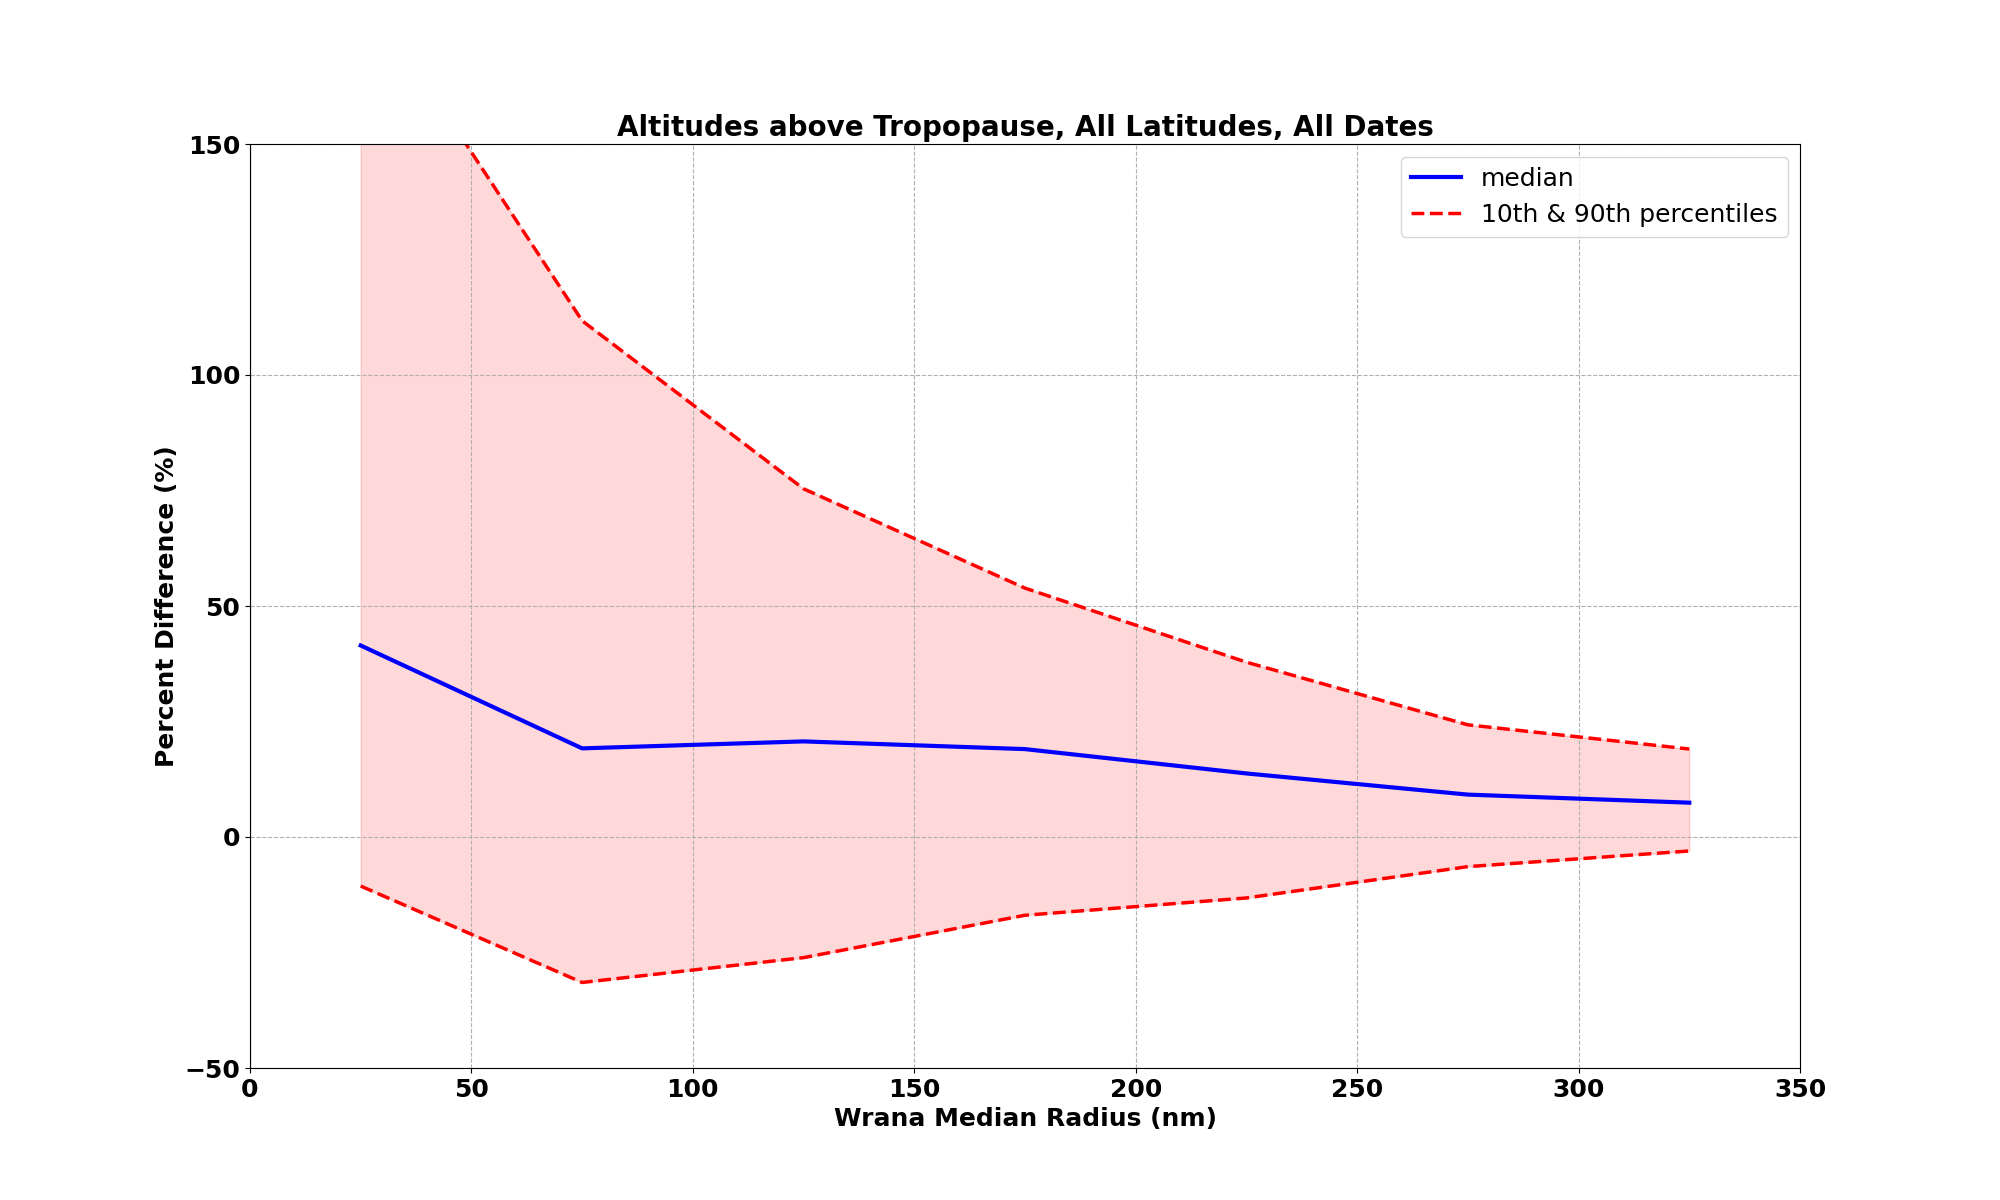 Altitudes above Tropopause, All Latitudes, All Dates
150
100
50
0
−50
Percent Difference (%)
median
10th & 90th percentiles
0 50 100 150 200 250 300 350
Wrana Median Radius (nm)